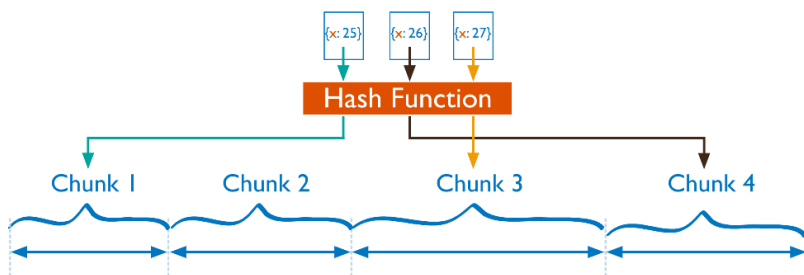 {x: 25} {x: 26} {x: 27}
Hash Function
Chunk 1 Chunk 2 Chunk 3 Chunk 4